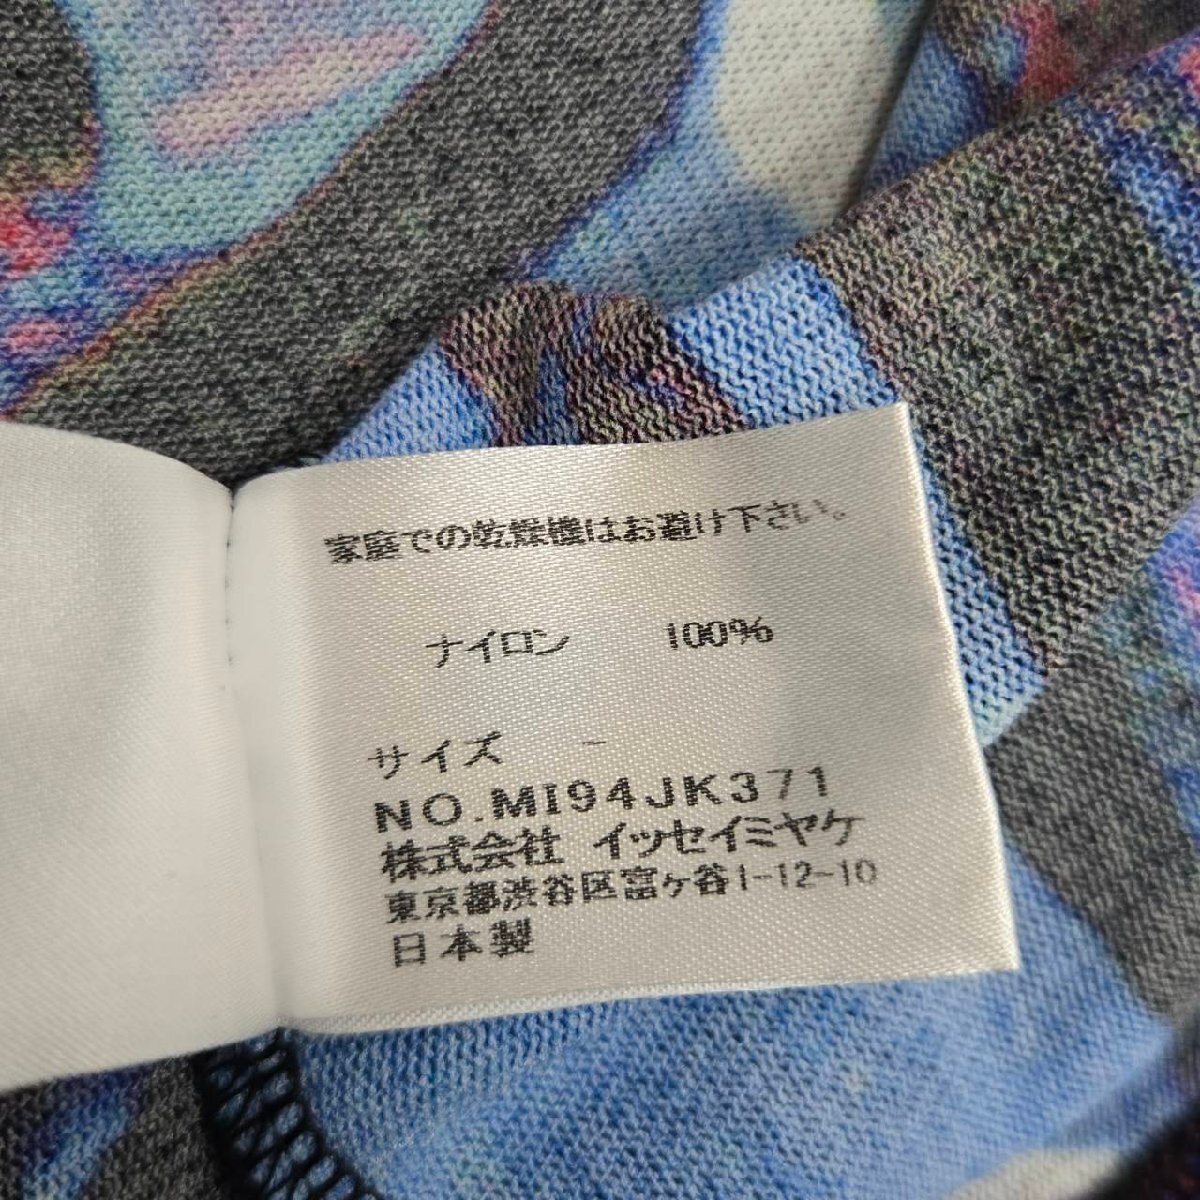 家庭での乾燥機はお避け下さい。
ナイロン 100%
サイズ -
NO.MI94JK371
株式会社 イッセイミヤケ
東京都渋谷区富ヶ谷1-12-10
日本製